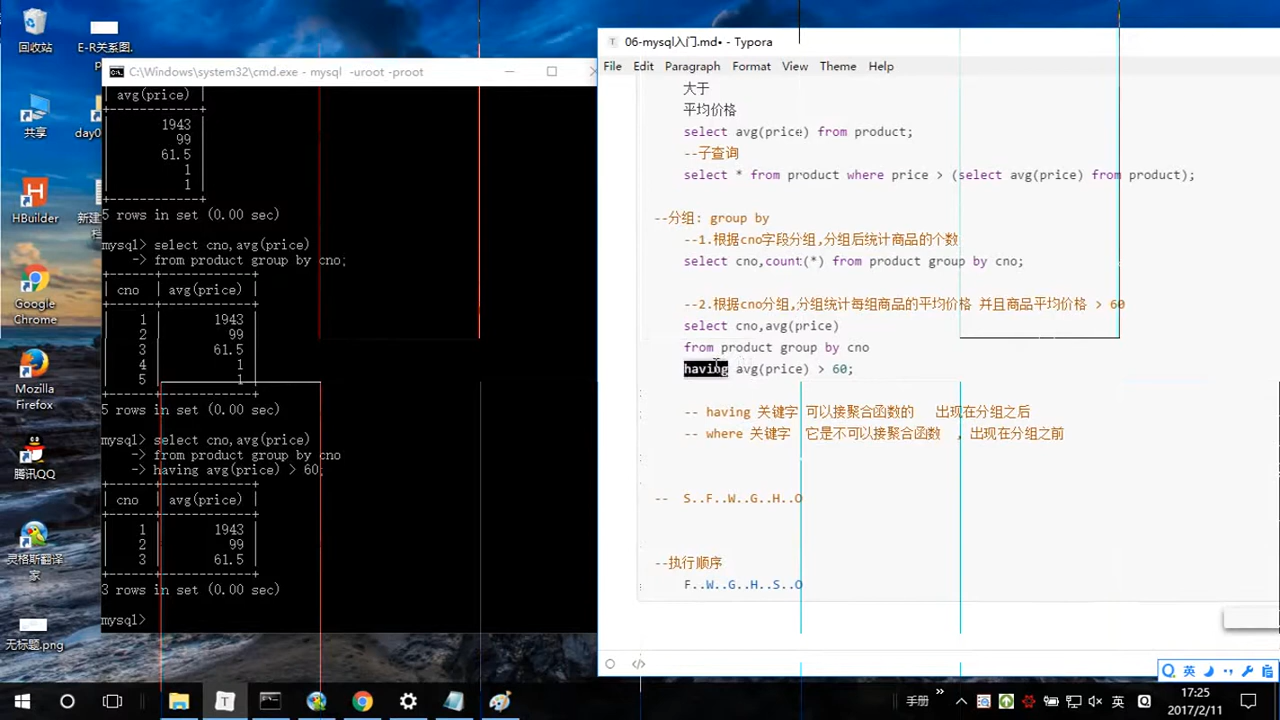 回收站
E-R关系图.
p
共享
day0
HBuilder
新建
档
Google
Chrome
Mozilla
Firefox
腾讯QQ
灵格斯翻译
家
无标题.png
C:\Windows\system32\cmd.exe - mysql -uroot -proot
| avg(price) |
1943
99
61.5
1
1
5 rows in set (0.00 sec)
mysql> select cno,avg(price)
-> from product group by cno;
| cno | avg(price) |
| 1 | 1943 |
| 2 | 99 |
| 3 | 61.5 |
| 4 | 1 |
| 5 | 1 |
5 rows in set (0.00 sec)
mysql> select cno,avg(price)
-> from product group by cno
-> having avg(price) > 60;
| cno | avg(price) |
| 1 | 1943 |
| 2 | 99 |
| 3 | 61.5 |
3 rows in set (0.00 sec)
mysql>
06-mysql入门.md• - Typora
File Edit Paragraph Format View Theme Help
大于
平均价格
select avg(price) from product;
--子查询
select * from product where price > (select avg(price) from product);
--分组: group by
--1.根据cno字段分组,分组后统计商品的个数
select cno,count(*) from product group by cno;
--2.根据cno分组,分组统计每组商品的平均价格 并且商品平均价格 > 60
select cno,avg(price)
from product group by cno
having avg(price) > 60;
-- having 关键字 可以接聚合函数的 出现在分组之后
-- where 关键字 它是不可以接聚合函数 , 出现在分组之前
-- S..F..W..G..H..O
--执行顺序
F..W..G..H..S..O
</>
英
手册
英
17:25
2017/2/11